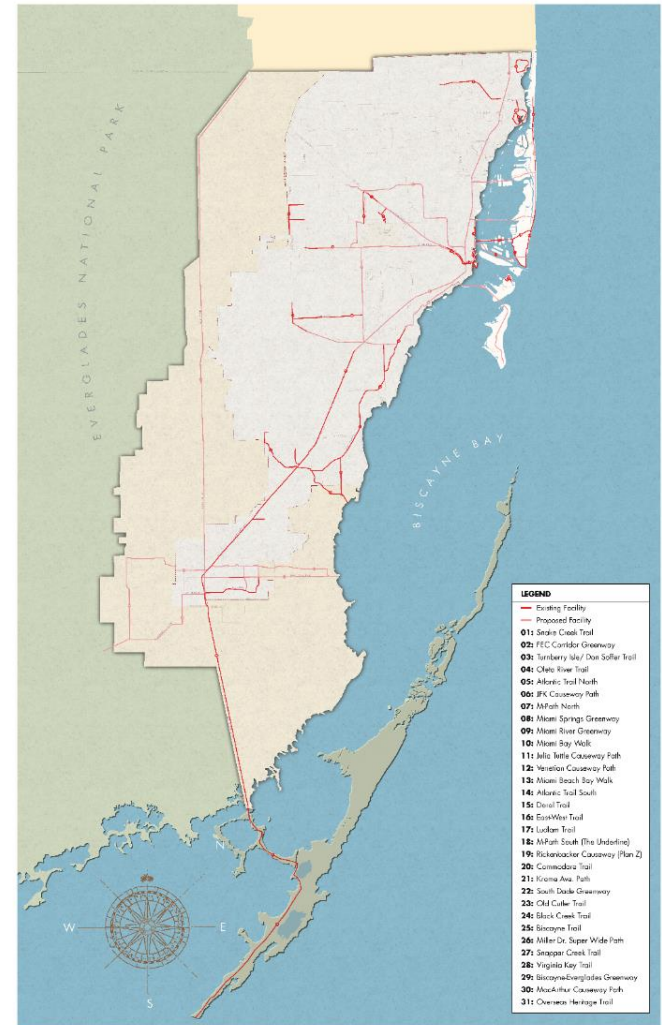 EVERGLADES NATIONAL PARK
BISCAYNE BAY
LEGEND
Existing Facility
Proposed Facility
01: Snake Creek Trail
02: FEC Corridor Greenway
03: Turnberry Isle/ Don Soffer Trail
04: Oleta River Trail
05: Atlantic Trail North
06: JFK Causeway Path
07: M-Path North
08: Miami Springs Greenway
09: Miami River Greenway
10: Miami Bay Walk
11: Julia Tuttle Causeway Path
12: Venetian Causeway Path
13: Miami Beach Bay Walk
14: Atlantic Trail South
15: Doral Trail
16: East-West Trail
17: Ludlam Trail
18: M-Path South (The Underline)
19: Rickenbacker Causeway (Plan Z)
20: Commodore Trail
21: Krome Ave. Path
22: South Dade Greenway
23: Old Cutler Trail
24: Black Creek Trail
25: Biscayne Trail
26: Miller Dr. Super Wide Path
27: Snapper Creek Trail
28: Virginia Key Trail
29: Biscayne-Everglades Greenway
30: MacArthur Causeway Path
31: Overseas Heritage Trail
N
W
E
S